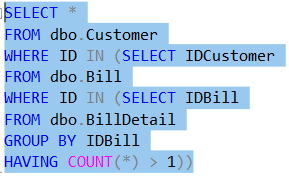 SELECT *
FROM dbo.Customer
WHERE ID IN (SELECT IDCustomer
FROM dbo.Bill
WHERE ID IN (SELECT IDBill
FROM dbo.BillDetail
GROUP BY IDBill
HAVING COUNT(*) > 1))